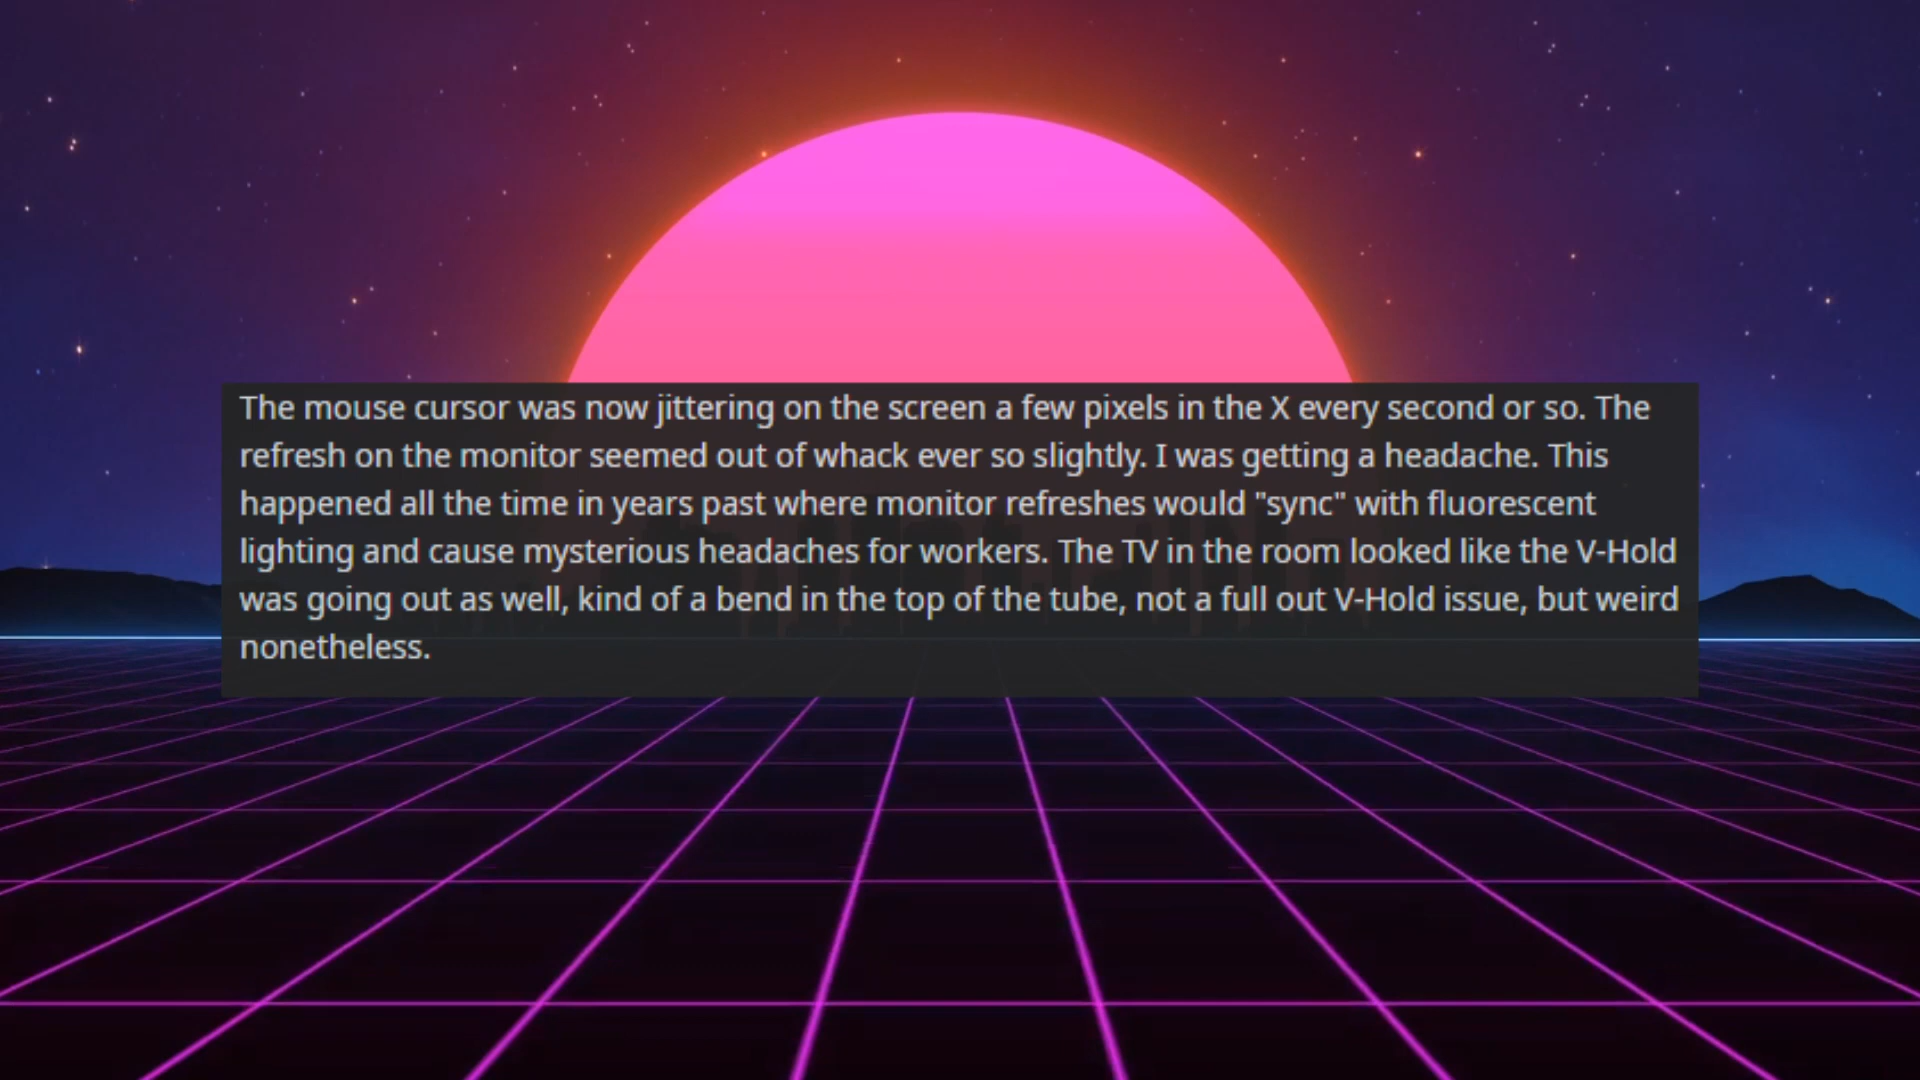 The mouse cursor was now jittering on the screen a few pixels in the X every second or so. The
refresh on the monitor seemed out of whack ever so slightly. I was getting a headache. This
happened all the time in years past where monitor refreshes would "sync" with fluorescent
lighting and cause mysterious headaches for workers. The TV in the room looked like the V-Hold
was going out as well, kind of a bend in the top of the tube, not a full out V-Hold issue, but weird
nonetheless.